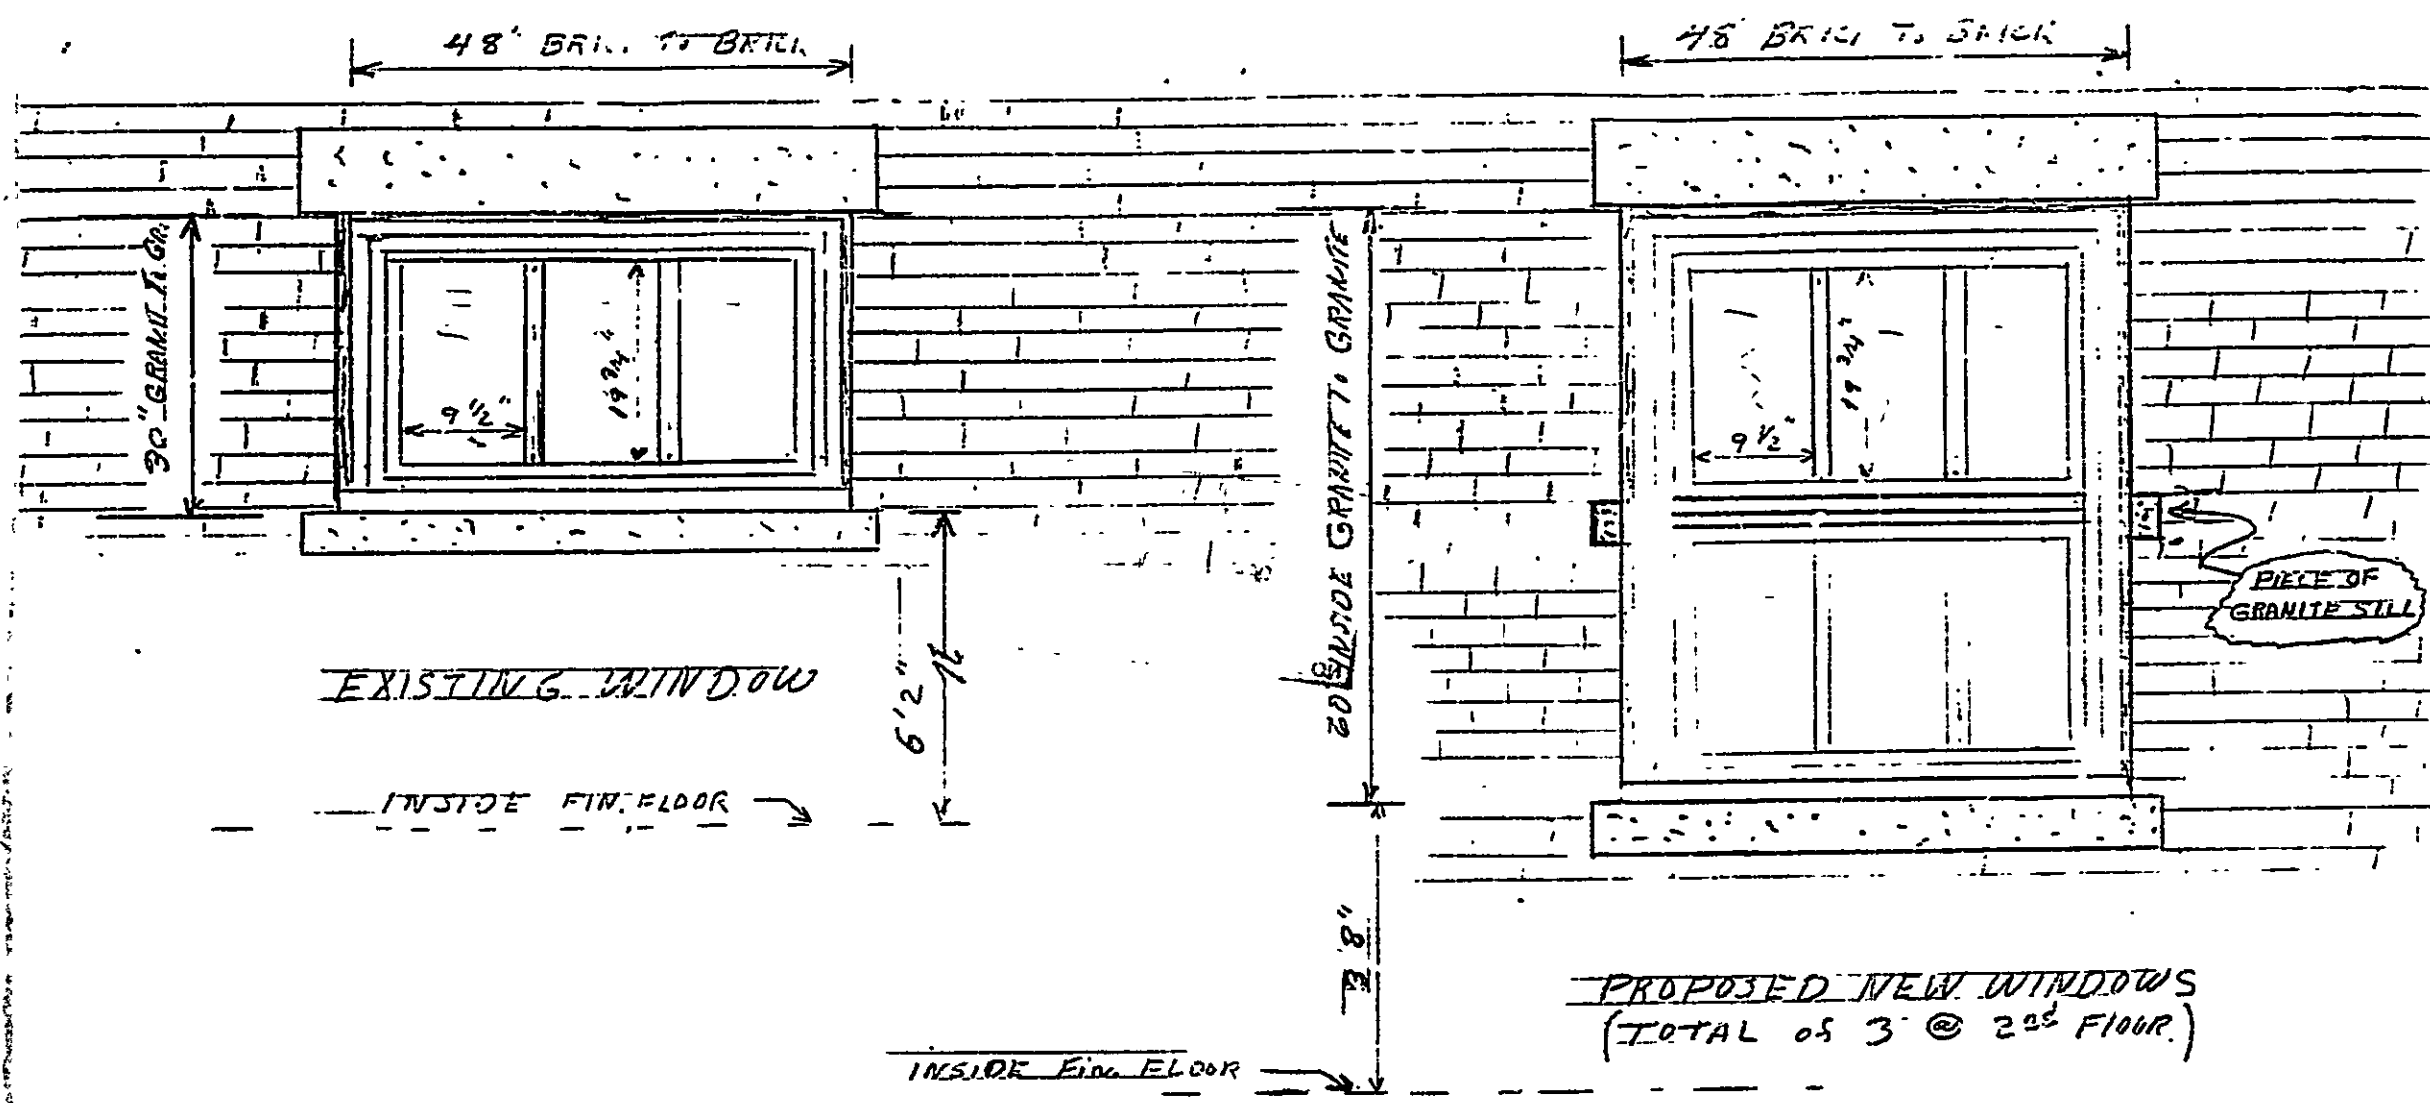 48" BRICK TO BRICK
48" BRICK TO BRICK
30" GRANIT To GR.
9 1/2"
19 3/4"
INSIDE GRANITE TO GRANITE
9 1/2"
19 3/4"
PIECE OF
GRANITE SILL
EXISTING WINDOW
6'2" ±
INSIDE FIN. FLOOR
3'8"
PROPOSED NEW WINDOWS
(TOTAL of 3 @ 2nd FLOOR.)
INSIDE Fin. FLOOR